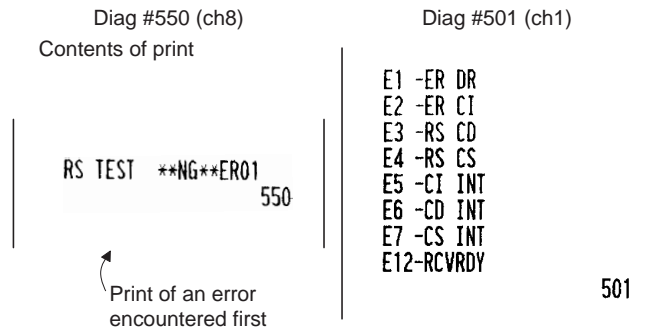 Diag #550 (ch8)
Contents of print
RS TEST **NG**ER01
550
Print of an error
encountered first
Diag #501 (ch1)
E1 -ER DR
E2 -ER CI
E3 -RS CD
E4 -RS CS
E5 -CI INT
E6 -CD INT
E7 -CS INT
E12-RCVRDY
501